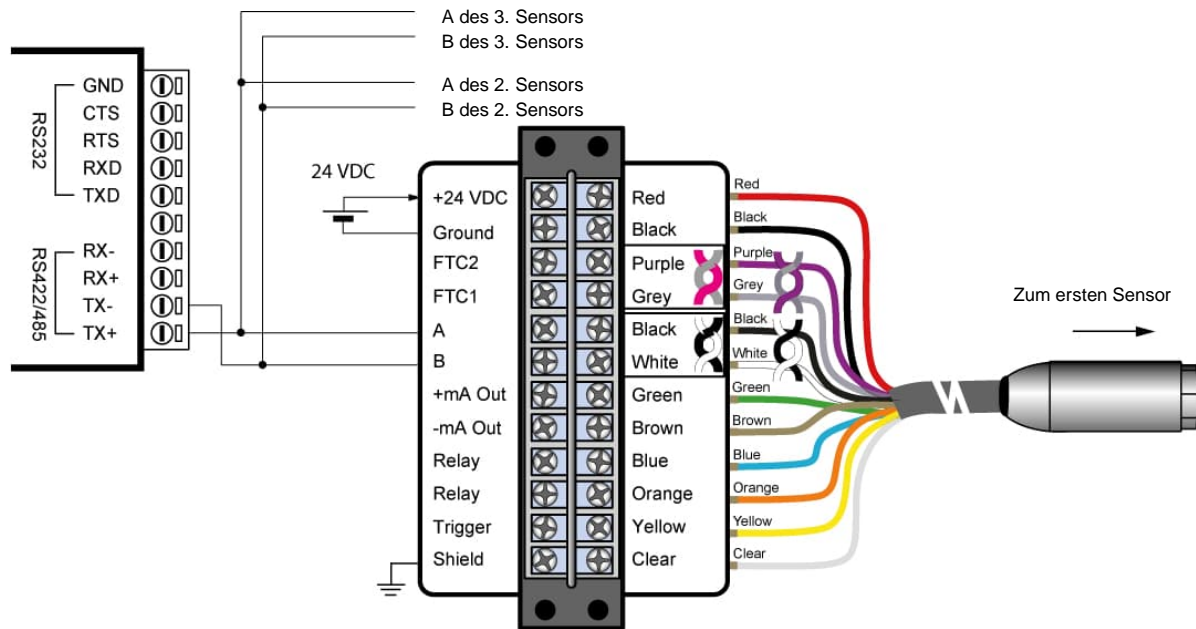 A des 3. Sensors
B des 3. Sensors
A des 2. Sensors
B des 2. Sensors
RS232
GND
CTS
RTS
RXD
TXD
RS422/485
RX-
RX+
TX-
TX+
24 VDC
+24 VDC
Ground
FTC2
FTC1
A
B
+mA Out
-mA Out
Relay
Relay
Trigger
Shield
Red
Black
Purple
Grey
Black
White
Green
Brown
Blue
Orange
Yellow
Clear
Red
Black
Purple
Grey
Black
White
Green
Brown
Blue
Orange
Yellow
Clear
Zum ersten Sensor